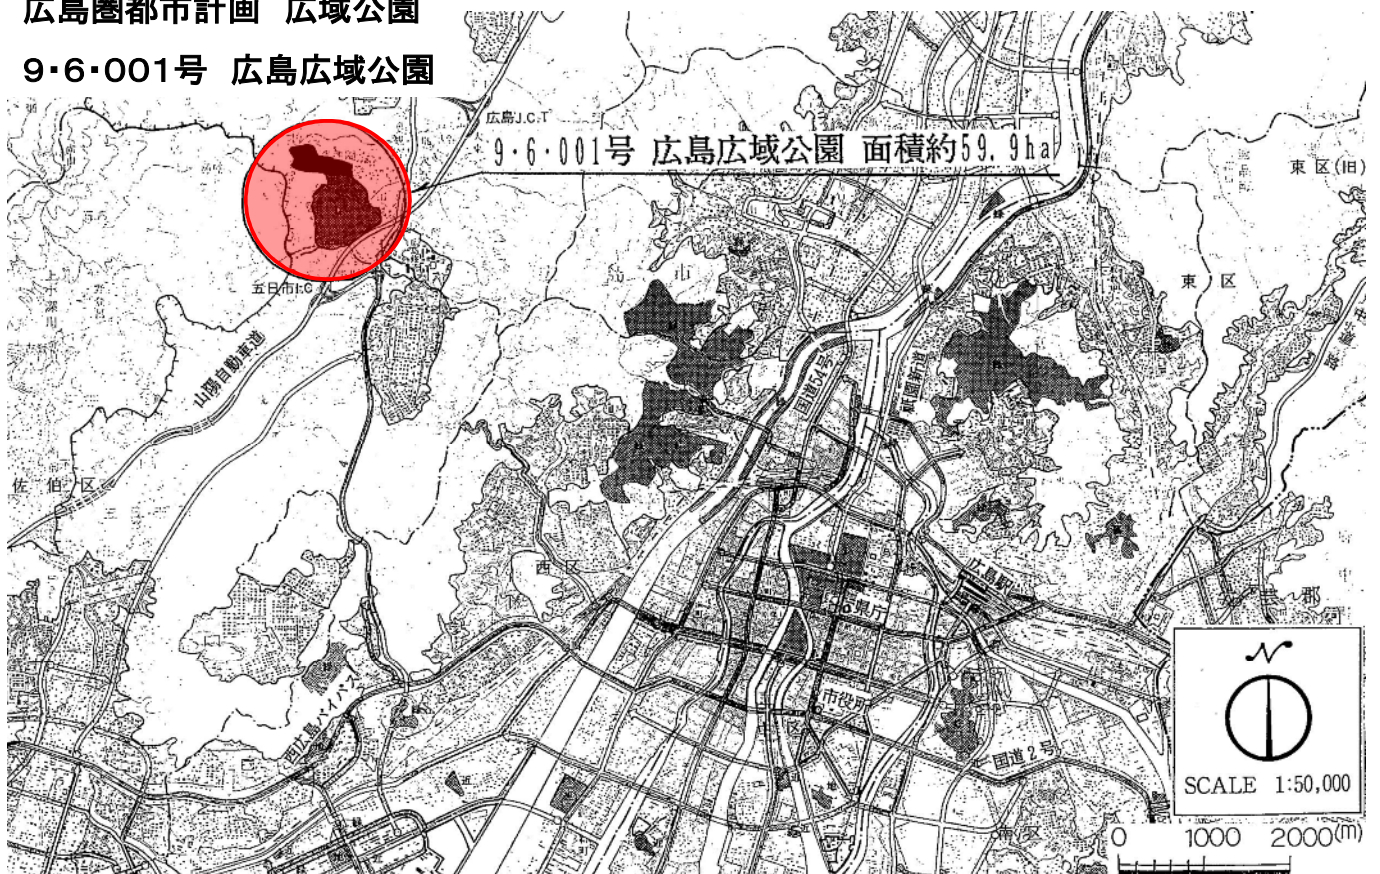 広島圏都市計画 広域公園
9・6・001号 広島広域公園
広島J.C.T
9・6・001号 広島広域公園 面積約59.9ha
東区(旧)
東区
五日市I.C
山陽自動車道
国道54号
祇園新道
佐伯区
西区
広島駅
県庁
市役所
西広島バイパス
国道2号
南区
N
SCALE 1:50,000
0 1000 2000(m)